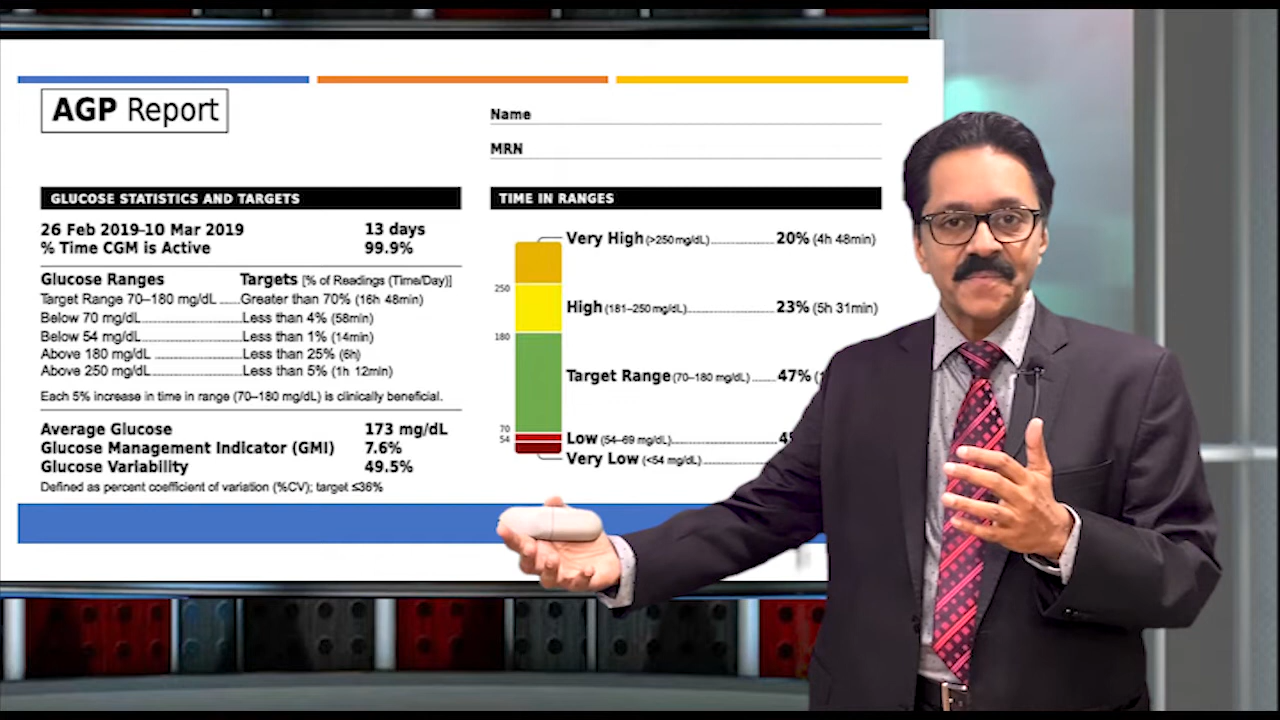 AGP Report
Name
MRN
GLUCOSE STATISTICS AND TARGETS
26 Feb 2019–10 Mar 2019 13 days
% Time CGM is Active 99.9%
Glucose Ranges Targets [% of Readings (Time/Day)]
Target Range 70–180 mg/dL ......Greater than 70% (16h 48min)
Below 70 mg/dL......Less than 4% (58min)
Below 54 mg/dL......Less than 1% (14min)
Above 180 mg/dL ......Less than 25% (6h)
Above 250 mg/dL......Less than 5% (1h 12min)
Each 5% increase in time in range (70–180 mg/dL) is clinically beneficial.
Average Glucose 173 mg/dL
Glucose Management Indicator (GMI) 7.6%
Glucose Variability 49.5%
Defined as percent coefficient of variation (%CV); target ≤36%
TIME IN RANGES
Very High (>250 mg/dL)......20% (4h 48min)
250
High (181–250 mg/dL)......23% (5h 31min)
180
Target Range (70–180 mg/dL)......47%
70
54
Low (54–69 mg/dL)......
Very Low (<54 mg/dL)......